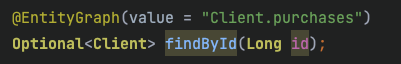 @EntityGraph(value = "Client.purchases")
Optional<Client> findById(Long id);